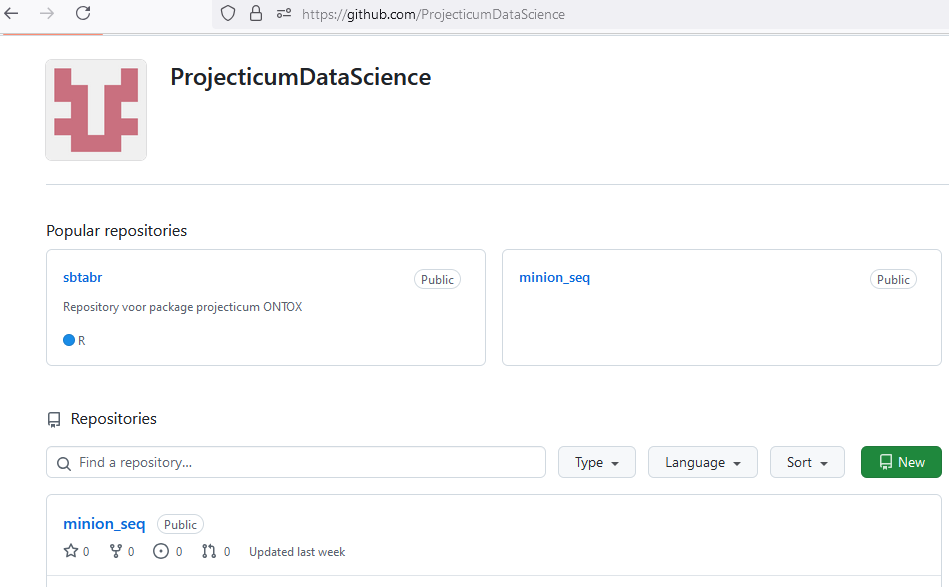 https://github.com/ProjecticumDataScience
ProjecticumDataScience
Popular repositories
sbtabr
Public
Repository voor package projecticum ONTOX
R
minion_seq
Public
Repositories
Find a repository...
Type
Language
Sort
New
minion_seq Public
0 0 0 0 Updated last week